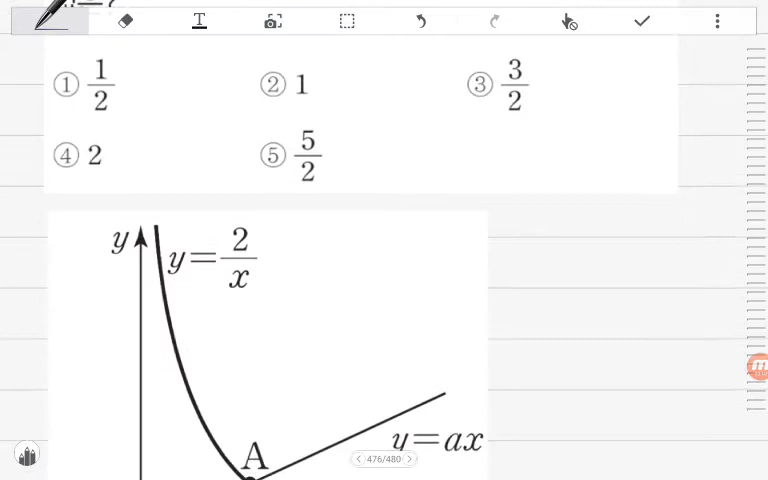 T
① 1/2 ② 1 ③ 3/2
④ 2 ⑤ 5/2
y y=2/x
A y=ax
476/480